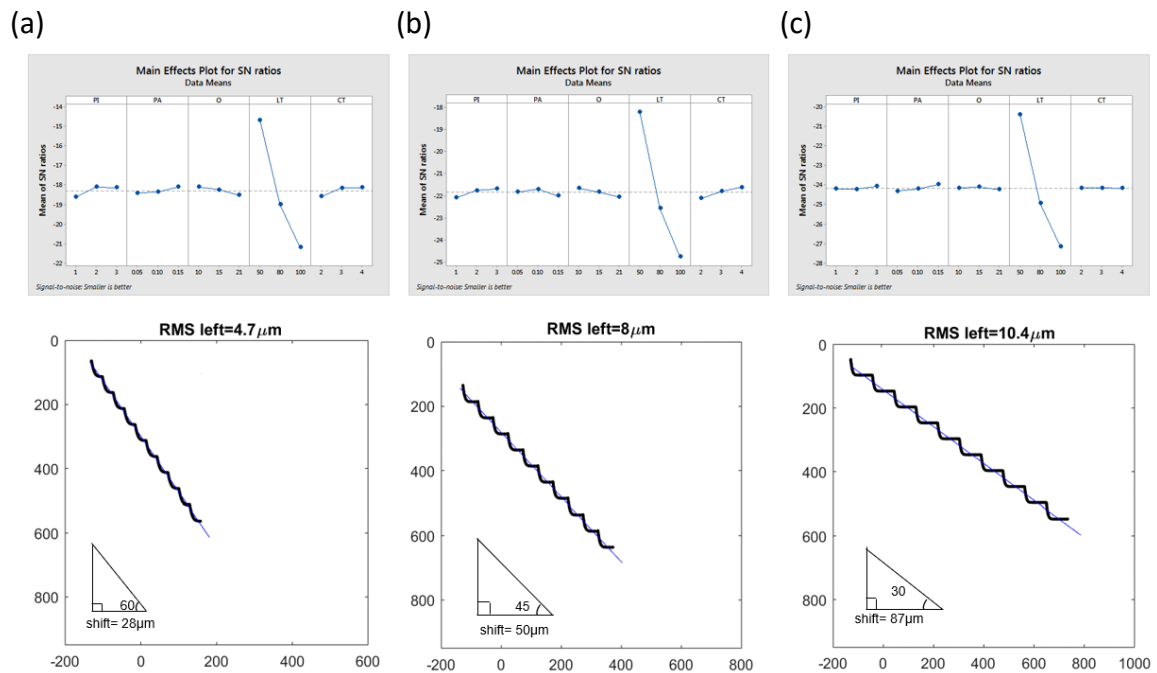 (a)
(b)
(c)
Main Effects Plot for SN ratios
Data Means
PI PA O LT CT
Mean of SN ratios
-14
-15
-16
-17
-18
-19
-20
-21
-22
1 2 3 0.05 0.10 0.15 10 15 21 50 80 100 2 3 4
Signal-to-noise: Smaller is better
Main Effects Plot for SN ratios
Data Means
PI PA O LT CT
Mean of SN ratios
-18
-19
-20
-21
-22
-23
-24
-25
1 2 3 0.05 0.10 0.15 10 15 21 50 80 100 2 3 4
Signal-to-noise: Smaller is better
Main Effects Plot for SN ratios
Data Means
PI PA O LT CT
Mean of SN ratios
-20
-21
-22
-23
-24
-25
-26
-27
-28
1 2 3 0.05 0.10 0.15 10 15 21 50 80 100 2 3 4
Signal-to-noise: Smaller is better
RMS left=4.7μm
0
200
400
600
800
60
shift= 28μm
-200 0 200 400 600
RMS left=8μm
0
200
400
600
800
45
shift= 50μm
-200 0 200 400 600 800
RMS left=10.4μm
0
200
400
600
800
30
shift= 87μm
-200 0 200 400 600 800 1000